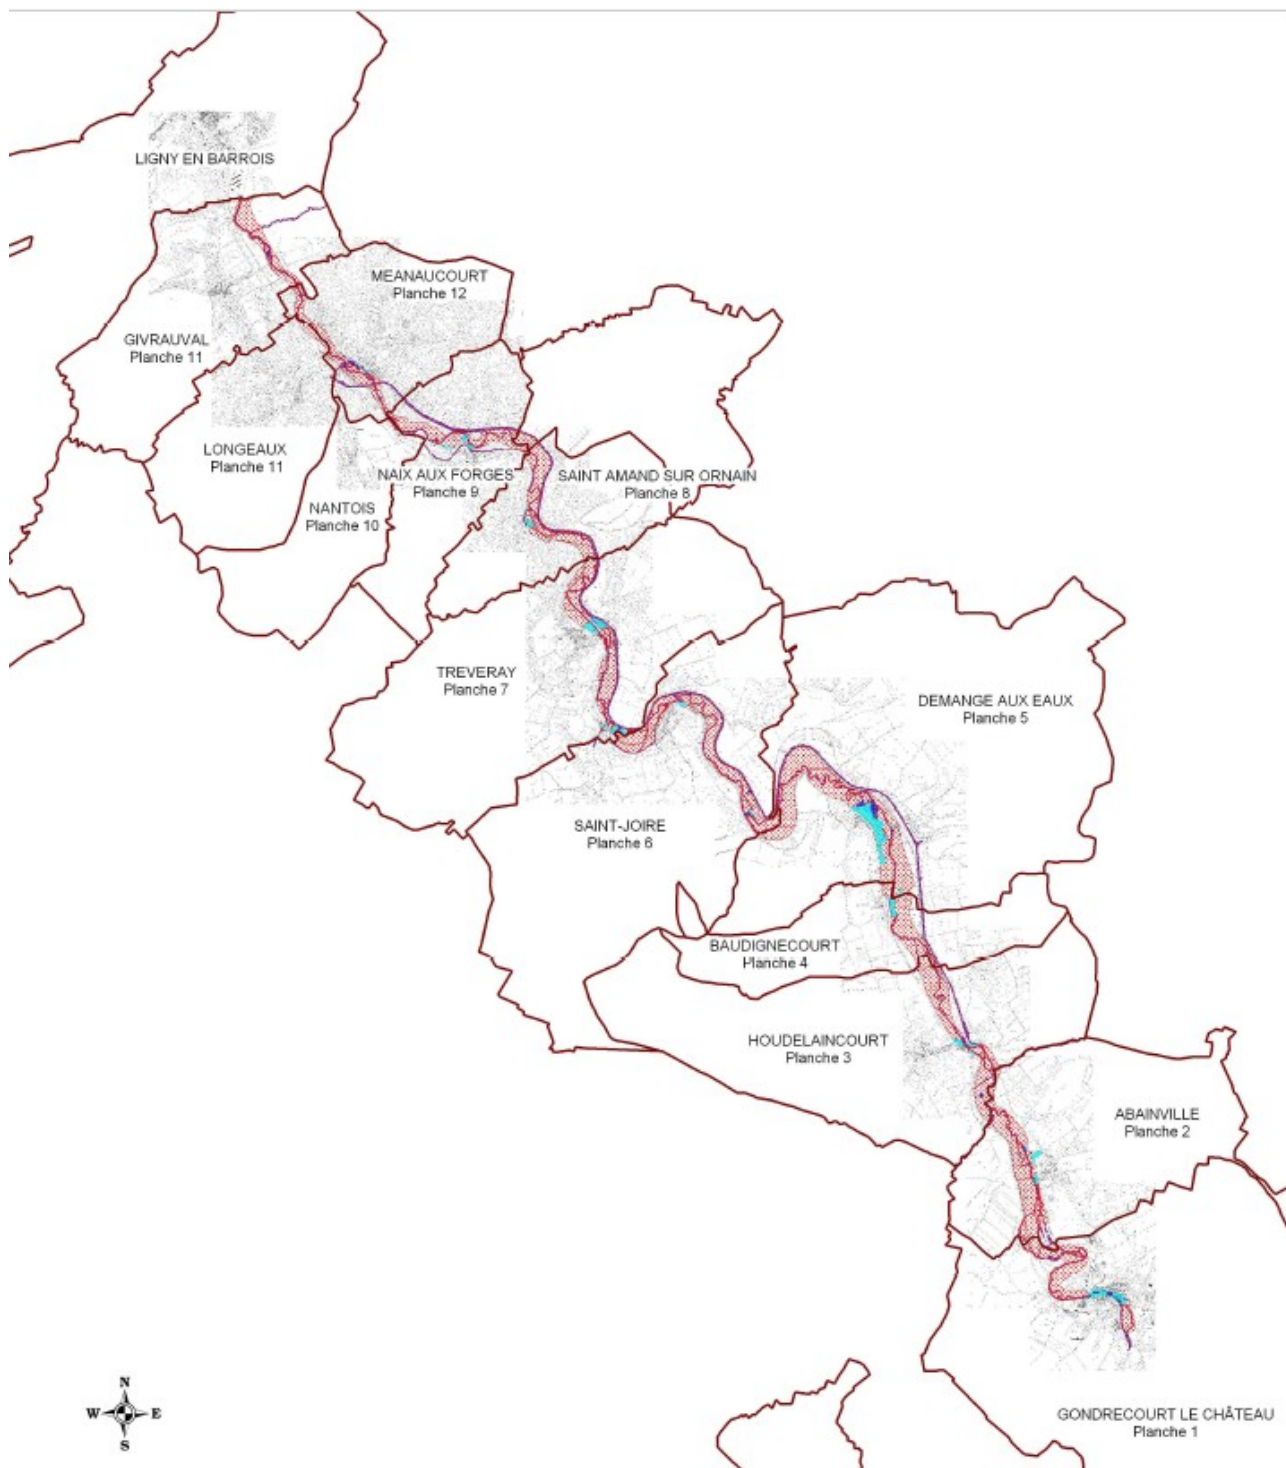 LIGNY EN BARROIS
MEANAUCOURT
Planche 12
GIVRAUVAL
Planche 11
LONGEAUX
Planche 11
NAIX AUX FORGES
Planche 9
SAINT AMAND SUR ORNAIN
Planche 8
NANTOIS
Planche 10
TREVERAY
Planche 7
DEMANGE AUX EAUX
Planche 5
SAINT-JOIRE
Planche 6
BAUDIGNECOURT
Planche 4
HOUDELAINCOURT
Planche 3
ABAINVILLE
Planche 2
GONDRECOURT LE CHÂTEAU
Planche 1
N
W E
S